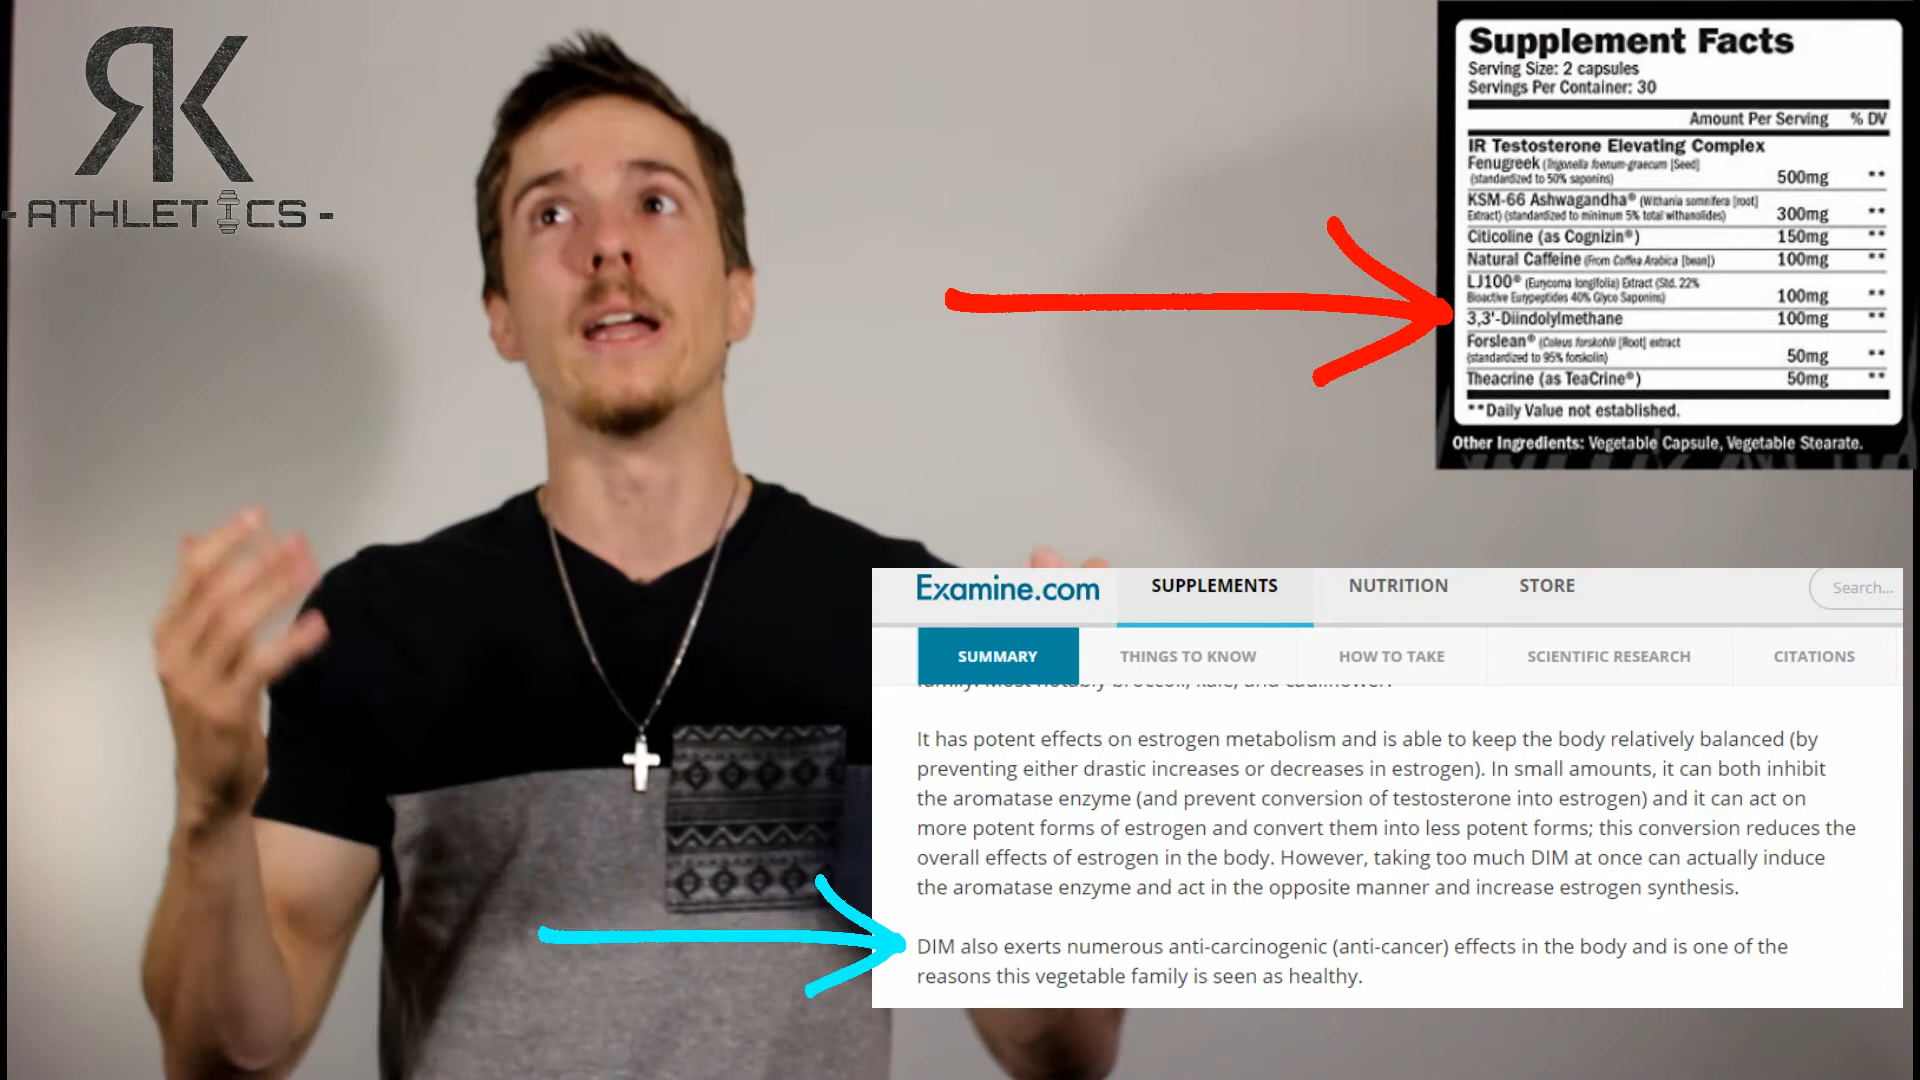 RK
- ATHLETICS -
Supplement Facts
Serving Size: 2 capsules
Servings Per Container: 30
Amount Per Serving % DV
IR Testosterone Elevating Complex
Fenugreek (Trigonella foenum-graecum [Seed]
(standardized to 50% saponins) 500mg **
KSM-66 Ashwagandha® (Withania somnifera [root]
Extract) (standardized to minimum 5% total withanolides) 300mg **
Citicoline (as Cognizin®) 150mg **
Natural Caffeine (From Coffea Arabica [bean]) 100mg **
LJ100® (Eurycoma longifolia) Extract (Std. 22%
Bioactive Eurypeptides 40% Glyco Saponins) 100mg **
3,3'-Diindolylmethane 100mg **
Forslean® (Coleus forskohlii [Root] extract
(standardized to 95% forskolin) 50mg **
Theacrine (as TeaCrine®) 50mg **
**Daily Value not established.
Other Ingredients: Vegetable Capsule, Vegetable Stearate.
Examine.com SUPPLEMENTS NUTRITION STORE Search...
SUMMARY THINGS TO KNOW HOW TO TAKE SCIENTIFIC RESEARCH CITATIONS
family. Most notably broccoli, kale, and cauliflower.
It has potent effects on estrogen metabolism and is able to keep the body relatively balanced (by
preventing either drastic increases or decreases in estrogen). In small amounts, it can both inhibit
the aromatase enzyme (and prevent conversion of testosterone into estrogen) and it can act on
more potent forms of estrogen and convert them into less potent forms; this conversion reduces the
overall effects of estrogen in the body. However, taking too much DIM at once can actually induce
the aromatase enzyme and act in the opposite manner and increase estrogen synthesis.
DIM also exerts numerous anti-carcinogenic (anti-cancer) effects in the body and is one of the
reasons this vegetable family is seen as healthy.